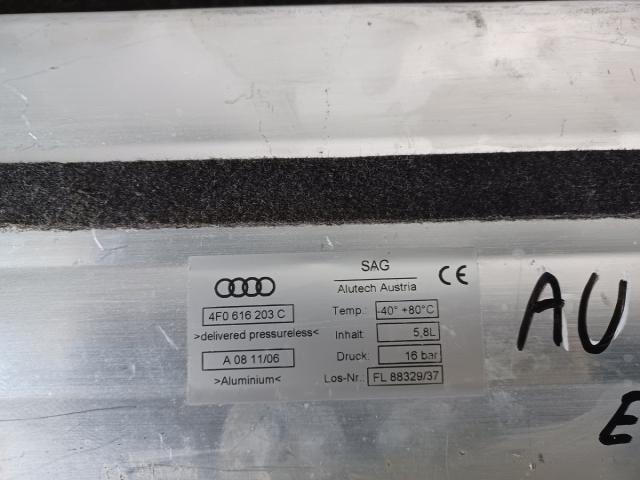 SAG
CE
Alutech Austria
4F0 616 203 C
Temp.: -40° +80°C
>delivered pressureless<
Inhalt: 5,8L
A 08 11/06
Druck: 16 bar
>Aluminium<
Los-Nr.: FL 88329/37
AU
E